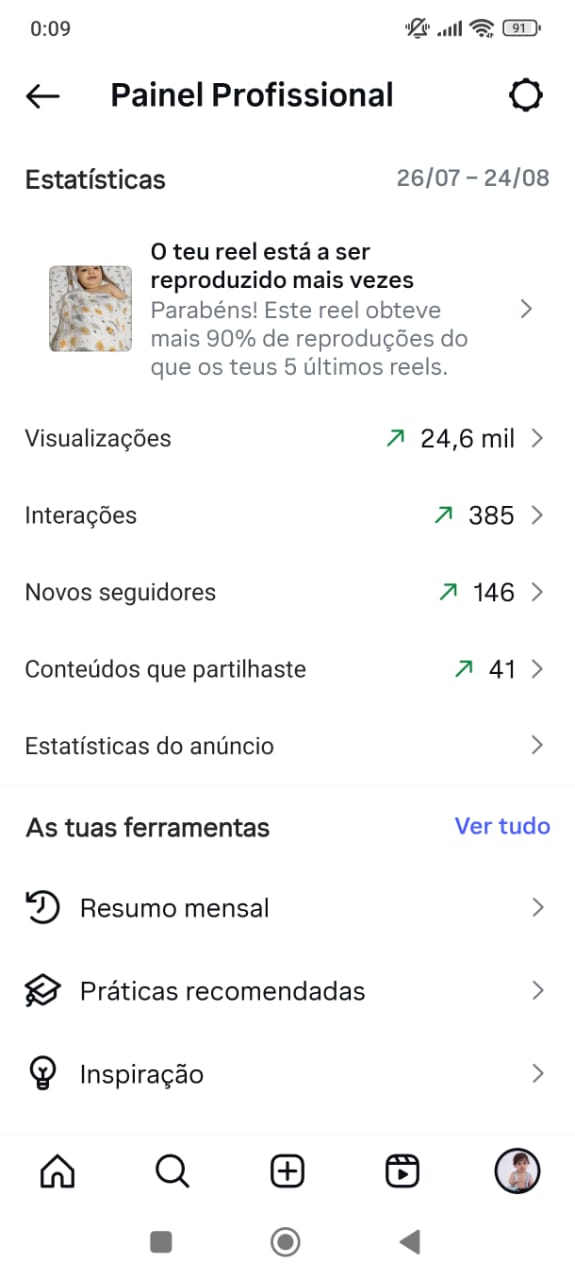 0:09
91
Painel Profissional
Estatísticas
26/07 – 24/08
O teu reel está a ser
reproduzido mais vezes
Parabéns! Este reel obteve
mais 90% de reproduções do
que os teus 5 últimos reels.
Visualizações
24,6 mil
Interações
385
Novos seguidores
146
Conteúdos que partilhaste
41
Estatísticas do anúncio
As tuas ferramentas
Ver tudo
Resumo mensal
Práticas recomendadas
Inspiração